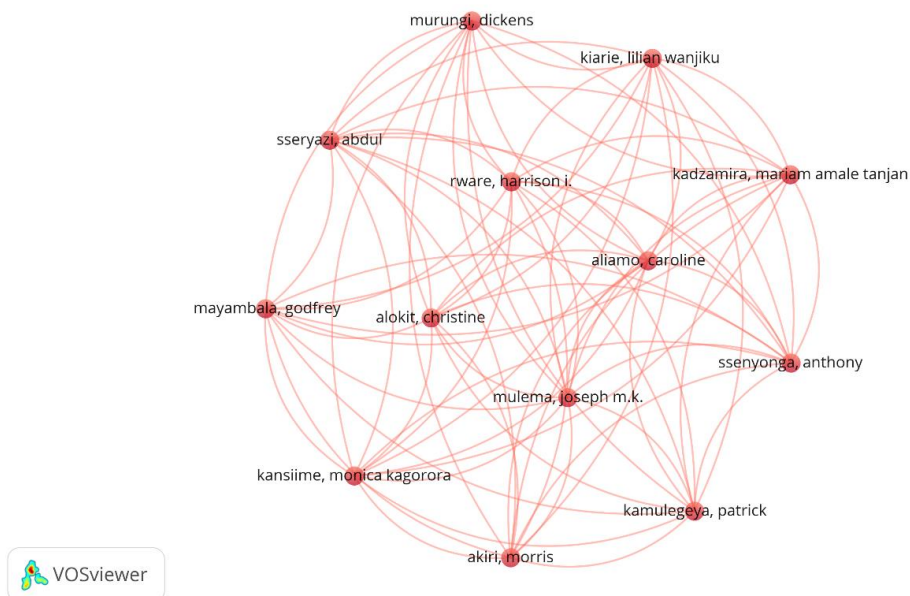 murungi, dickens
kiarie, lilian wanjiku
sseryazi, abdul
rware, harrison i.
kadzamira, mariam amale tanjan
aliamo, caroline
mayambala, godfrey
alokit, christine
ssenyonga, anthony
mulema, joseph m.k.
kansiime, monica kagorora
kamulegeya, patrick
akiri, morris
VOSviewer